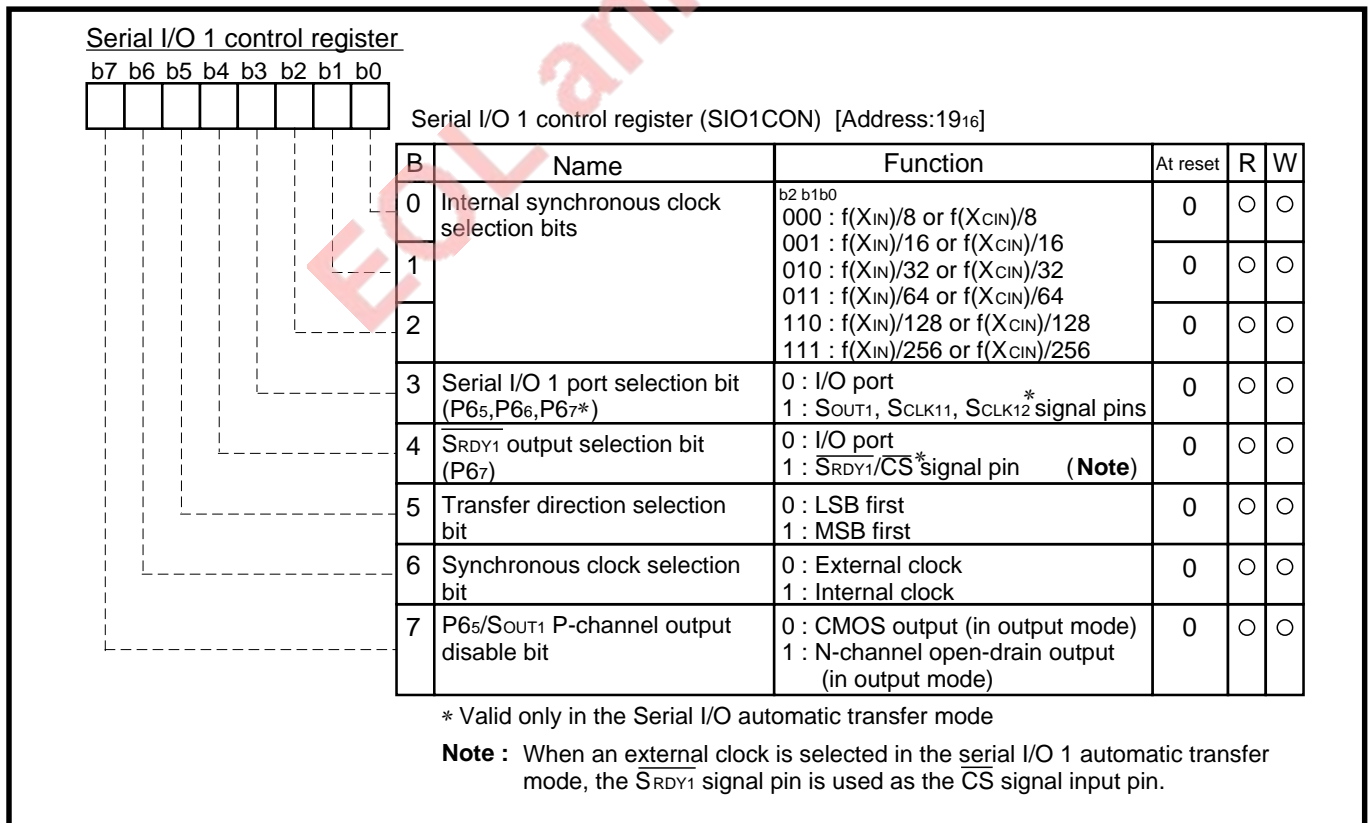 EOL an
Serial I/O 1 control register
b7 b6 b5 b4 b3 b2 b1 b0
Serial I/O 1 control register (SIO1CON) [Address:1916]
B Name Function At reset R W
0 Internal synchronous clock selection bits
b2 b1b0
000 : f(XIN)/8 or f(XCIN)/8
001 : f(XIN)/16 or f(XCIN)/16
010 : f(XIN)/32 or f(XCIN)/32
011 : f(XIN)/64 or f(XCIN)/64
110 : f(XIN)/128 or f(XCIN)/128
111 : f(XIN)/256 or f(XCIN)/256
0 ○ ○
1
0 ○ ○
2
0 ○ ○
3 Serial I/O 1 port selection bit
(P65,P66,P67*)
0 : I/O port
1 : SOUT1, SCLK11, SCLK12* signal pins
0 ○ ○
4 SRDY1 output selection bit
(P67)
0 : I/O port
1 : SRDY1/CS* signal pin (Note)
0 ○ ○
5 Transfer direction selection
bit
0 : LSB first
1 : MSB first
0 ○ ○
6 Synchronous clock selection
bit
0 : External clock
1 : Internal clock
0 ○ ○
7 P65/SOUT1 P-channel output
disable bit
0 : CMOS output (in output mode)
1 : N-channel open-drain output
(in output mode)
0 ○ ○
* Valid only in the Serial I/O automatic transfer mode
Note : When an external clock is selected in the serial I/O 1 automatic transfer
mode, the SRDY1 signal pin is used as the CS signal input pin.